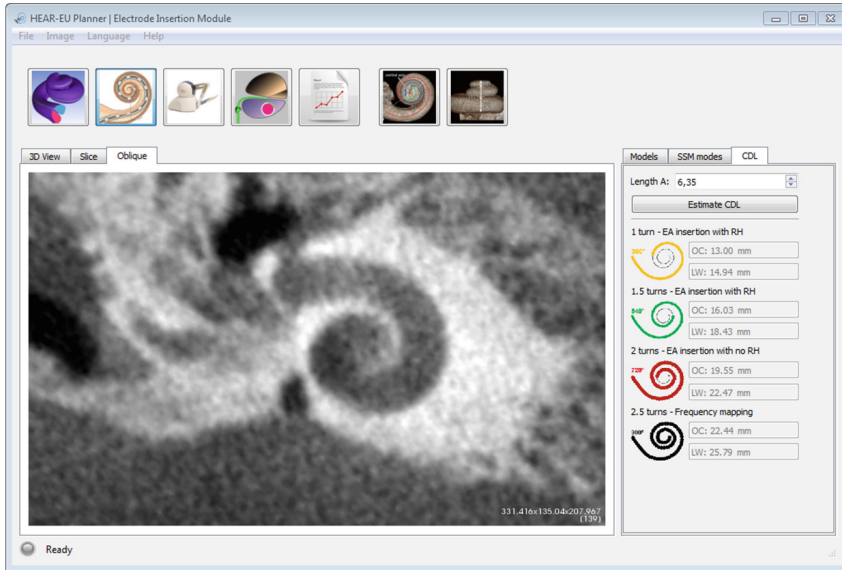 HEAR-EU Planner | Electrode Insertion Module
File Image Language Help
3D View Slice Oblique
Models SSM modes CDL
Length A: 6,35
Estimate CDL
1 turn - EA insertion with RH
OC: 13.00 mm
LW: 14.94 mm
1.5 turns - EA insertion with RH
540°
OC: 16.03 mm
LW: 18.43 mm
2 turns - EA insertion with no RH
720°
OC: 19.55 mm
LW: 22.47 mm
2.5 turns - Frequency mapping
900°
OC: 22.44 mm
LW: 25.79 mm
331.416x135.04x207.967
(139)
Ready